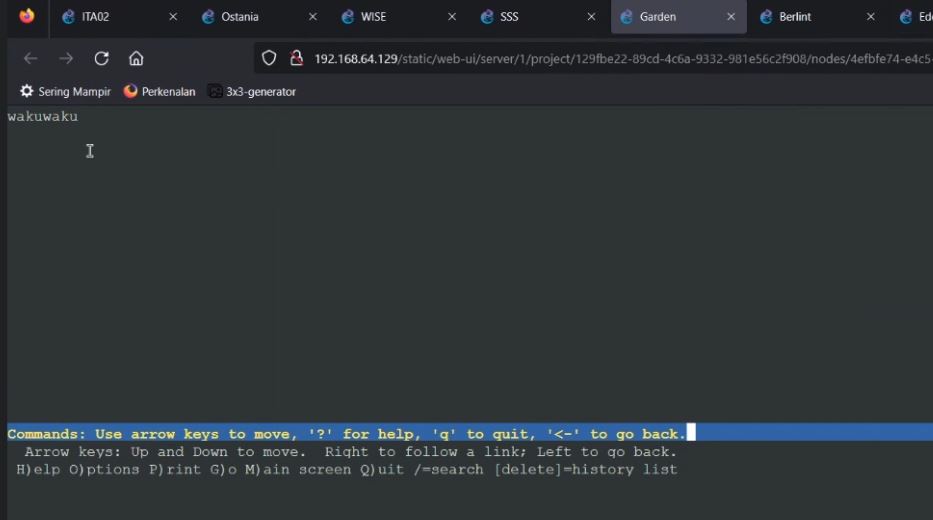 ITA02 × Ostania × WISE × SSS × Garden × Berlint × Ed
192.168.64.129/static/web-ui/server/1/project/129fbe22-89cd-4c6a-9332-981e56c2f908/nodes/4efbfe74-e4c5-
Sering Mampir Perkenalan 3x3-generator
wakuwaku
Commands: Use arrow keys to move, '?' for help, 'q' to quit, '<-' to go back.
Arrow keys: Up and Down to move. Right to follow a link; Left to go back.
H)elp O)ptions P)rint G)o M)ain screen Q)uit /=search [delete]=history list